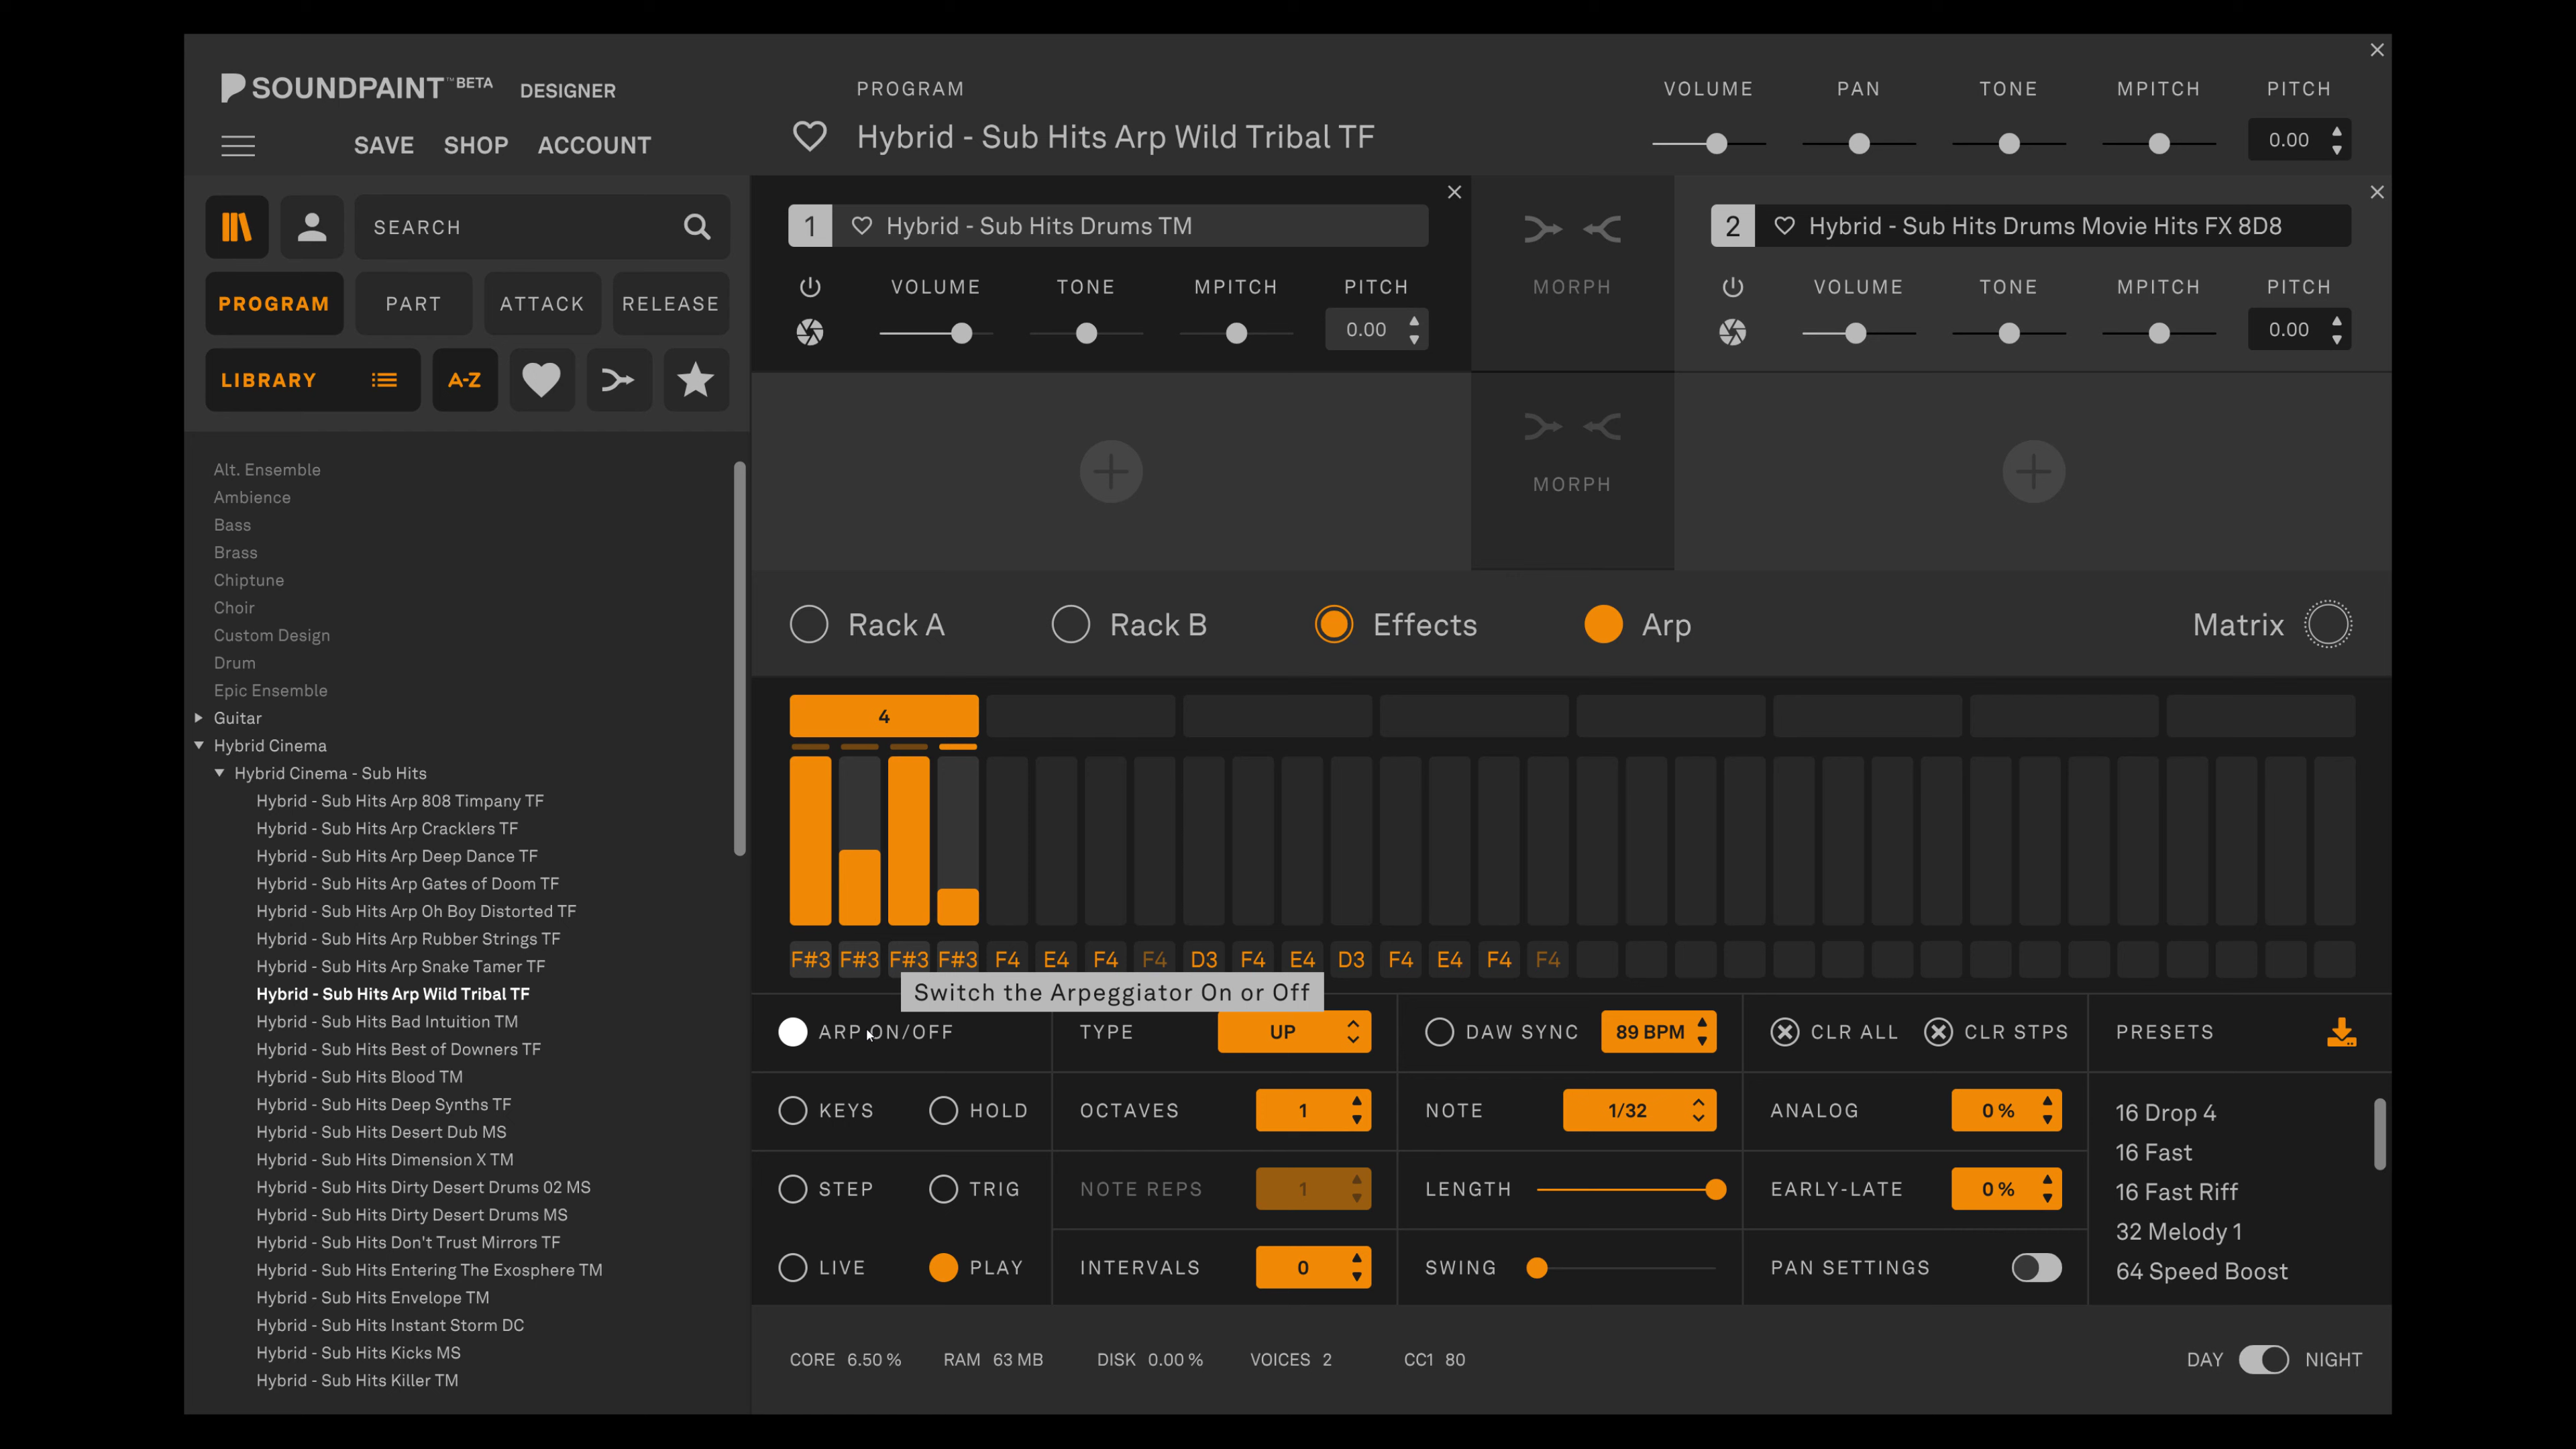 SOUNDPAINT™BETA DESIGNER
SAVE SHOP ACCOUNT
PROGRAM
Hybrid - Sub Hits Arp Wild Tribal TF
VOLUME PAN TONE MPITCH PITCH
0.00
SEARCH
PROGRAM PART ATTACK RELEASE
LIBRARY A-Z
1 Hybrid - Sub Hits Drums TM
VOLUME TONE MPITCH PITCH
0.00
MORPH
2 Hybrid - Sub Hits Drums Movie Hits FX 8D8
VOLUME TONE MPITCH PITCH
0.00
MORPH
Alt. Ensemble
Ambience
Bass
Brass
Chiptune
Choir
Custom Design
Drum
Epic Ensemble
Guitar
Hybrid Cinema
Hybrid Cinema - Sub Hits
Hybrid - Sub Hits Arp 808 Timpany TF
Hybrid - Sub Hits Arp Cracklers TF
Hybrid - Sub Hits Arp Deep Dance TF
Hybrid - Sub Hits Arp Gates of Doom TF
Hybrid - Sub Hits Arp Oh Boy Distorted TF
Hybrid - Sub Hits Arp Rubber Strings TF
Hybrid - Sub Hits Arp Snake Tamer TF
Hybrid - Sub Hits Arp Wild Tribal TF
Hybrid - Sub Hits Bad Intuition TM
Hybrid - Sub Hits Best of Downers TF
Hybrid - Sub Hits Blood TM
Hybrid - Sub Hits Deep Synths TF
Hybrid - Sub Hits Desert Dub MS
Hybrid - Sub Hits Dimension X TM
Hybrid - Sub Hits Dirty Desert Drums 02 MS
Hybrid - Sub Hits Dirty Desert Drums MS
Hybrid - Sub Hits Don't Trust Mirrors TF
Hybrid - Sub Hits Entering The Exosphere TM
Hybrid - Sub Hits Envelope TM
Hybrid - Sub Hits Instant Storm DC
Hybrid - Sub Hits Kicks MS
Hybrid - Sub Hits Killer TM
Rack A Rack B Effects Arp Matrix
4
F#3 F#3 F#3 F#3 F4 E4 F4 F4 D3 F4 E4 D3 F4 E4 F4 F4
Switch the Arpeggiator On or Off
ARP ON/OFF TYPE UP DAW SYNC 89 BPM CLR ALL CLR STPS PRESETS
KEYS HOLD OCTAVES 1 NOTE 1/32 ANALOG 0 %
STEP TRIG NOTE REPS 1 LENGTH EARLY-LATE 0 %
LIVE PLAY INTERVALS 0 SWING PAN SETTINGS
16 Drop 4
16 Fast
16 Fast Riff
32 Melody 1
64 Speed Boost
CORE 6.50 % RAM 63 MB DISK 0.00 % VOICES 2 CC1 80 DAY NIGHT